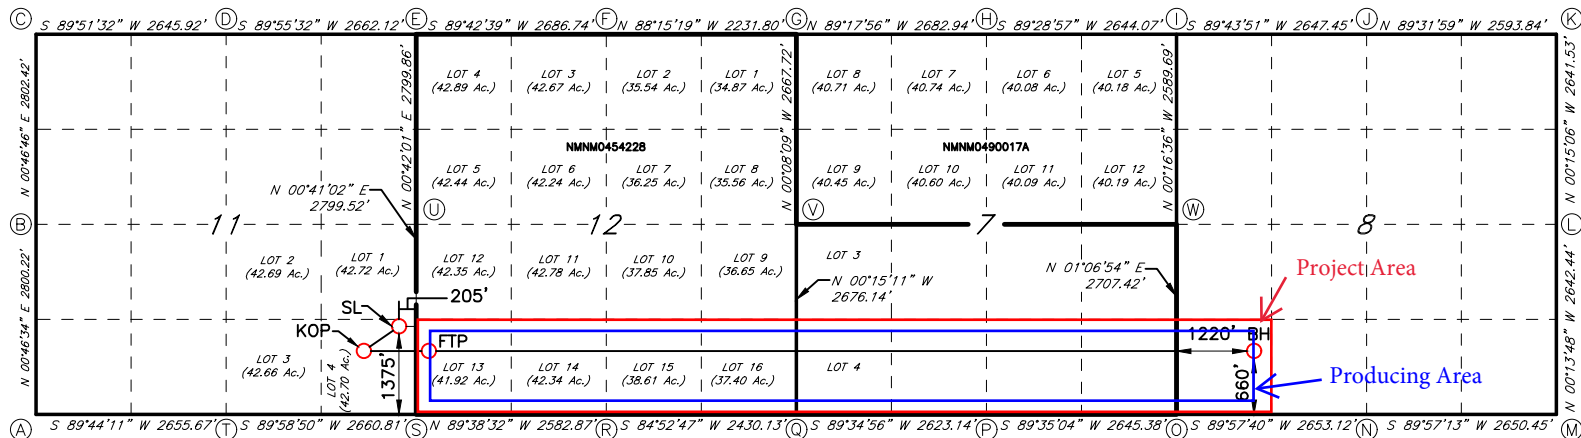 C S 89°51'32" W 2645.92' D S 89°55'32" W 2662.12' E S 89°42'39" W 2686.74' F N 88°15'19" W 2231.80' G N 89°17'56" W 2682.94' H S 89°28'57" W 2644.07' I S 89°43'51" W 2647.45' J N 89°31'59" W 2593.84' K
N 00°46'46" E 2802.42'
N 00°42'01" E 2799.86'
N 00°08'09" W 2667.72'
N 00°16'36" W 2589.69'
N 00°15'06" W 2641.53'
LOT 4 LOT 3 LOT 2 LOT 1 LOT 8 LOT 7 LOT 6 LOT 5
(42.89 Ac.) (42.67 Ac.) (35.54 Ac.) (34.87 Ac.) (40.71 Ac.) (40.74 Ac.) (40.08 Ac.) (40.18 Ac.)
NMNM0454228 NMNM0490017A
LOT 5 LOT 6 LOT 7 LOT 8 LOT 9 LOT 10 LOT 11 LOT 12
(42.44 Ac.) (42.24 Ac.) (36.25 Ac.) (35.56 Ac.) (40.45 Ac.) (40.60 Ac.) (40.09 Ac.) (40.19 Ac.)
N 00°41'02" E
2799.52'
U V W
B 11 12 7 8 L
LOT 2 LOT 1 LOT 12 LOT 11 LOT 10 LOT 9 LOT 3
(42.69 Ac.) (42.72 Ac.) (42.35 Ac.) (42.78 Ac.) (37.85 Ac.) (36.65 Ac.)
N 00°15'11" W
2676.14'
N 01°06'54" E
2707.42'
Project Area
N 00°46'34" E 2800.22'
N 00°13'48" W 2642.44'
205'
SL
KOP
FTP
1220' BH
LOT 3
(42.66 Ac.)
LOT 4
(42.70 Ac.)
1375'
LOT 13 LOT 14 LOT 15 LOT 16 LOT 4
(41.92 Ac.) (42.34 Ac.) (38.61 Ac.) (37.40 Ac.)
660'
Producing Area
A S 89°44'11" W 2655.67' T S 89°58'50" W 2660.81' S N 89°38'32" W 2582.87' R S 84°52'47" W 2430.13' Q S 89°34'56" W 2623.14' P S 89°35'04" W 2645.38' O S 89°57'40" W 2653.12' N S 89°57'13" W 2650.45' M